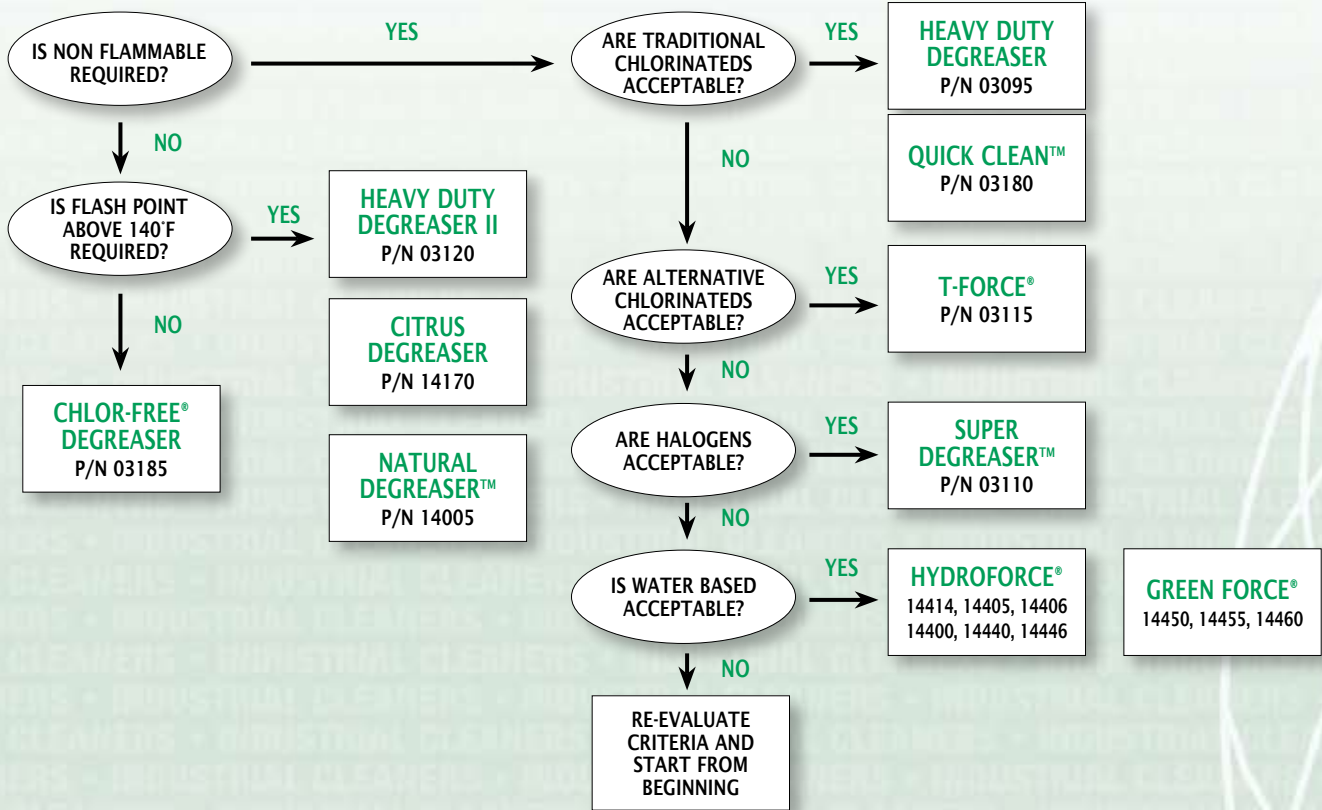 IS NON FLAMMABLE
REQUIRED?
YES
ARE TRADITIONAL
CHLORINATEDS
ACCEPTABLE?
YES
HEAVY DUTY
DEGREASER
P/N 03095
QUICK CLEAN™
P/N 03180
NO
NO
IS FLASH POINT
ABOVE 140°F
REQUIRED?
YES
HEAVY DUTY
DEGREASER II
P/N 03120
CITRUS
DEGREASER
P/N 14170
NATURAL
DEGREASER™
P/N 14005
NO
CHLOR-FREE®
DEGREASER
P/N 03185
ARE ALTERNATIVE
CHLORINATEDS
ACCEPTABLE?
YES
T-FORCE®
P/N 03115
NO
ARE HALOGENS
ACCEPTABLE?
YES
SUPER
DEGREASER™
P/N 03110
NO
IS WATER BASED
ACCEPTABLE?
YES
HYDROFORCE®
14414, 14405, 14406
14400, 14440, 14446
GREEN FORCE®
14450, 14455, 14460
NO
RE-EVALUATE
CRITERIA AND
START FROM
BEGINNING